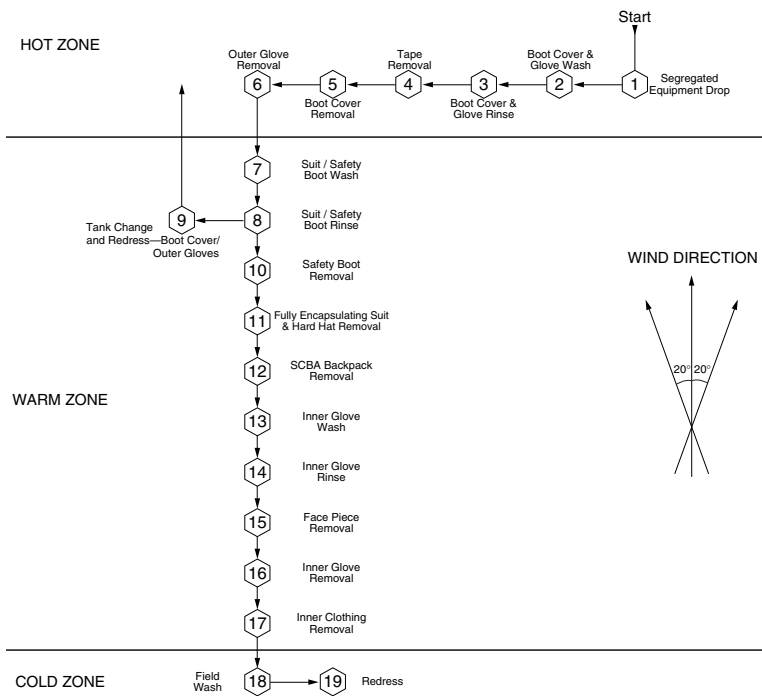 Start
HOT ZONE
Outer Glove
Removal
6
Boot Cover
Removal
5
Tape
Removal
4
Boot Cover &
Glove Rinse
3
Boot Cover &
Glove Wash
2
1
Segregated
Equipment Drop
7
Suit / Safety
Boot Wash
9
Tank Change
and Redress—Boot Cover/
Outer Gloves
8
Suit / Safety
Boot Rinse
10
Safety Boot
Removal
11
Fully Encapsulating Suit
& Hard Hat Removal
WIND DIRECTION
20° 20°
WARM ZONE
12
SCBA Backpack
Removal
13
Inner Glove
Wash
14
Inner Glove
Rinse
15
Face Piece
Removal
16
Inner Glove
Removal
17
Inner Clothing
Removal
COLD ZONE
Field
Wash
18
19
Redress